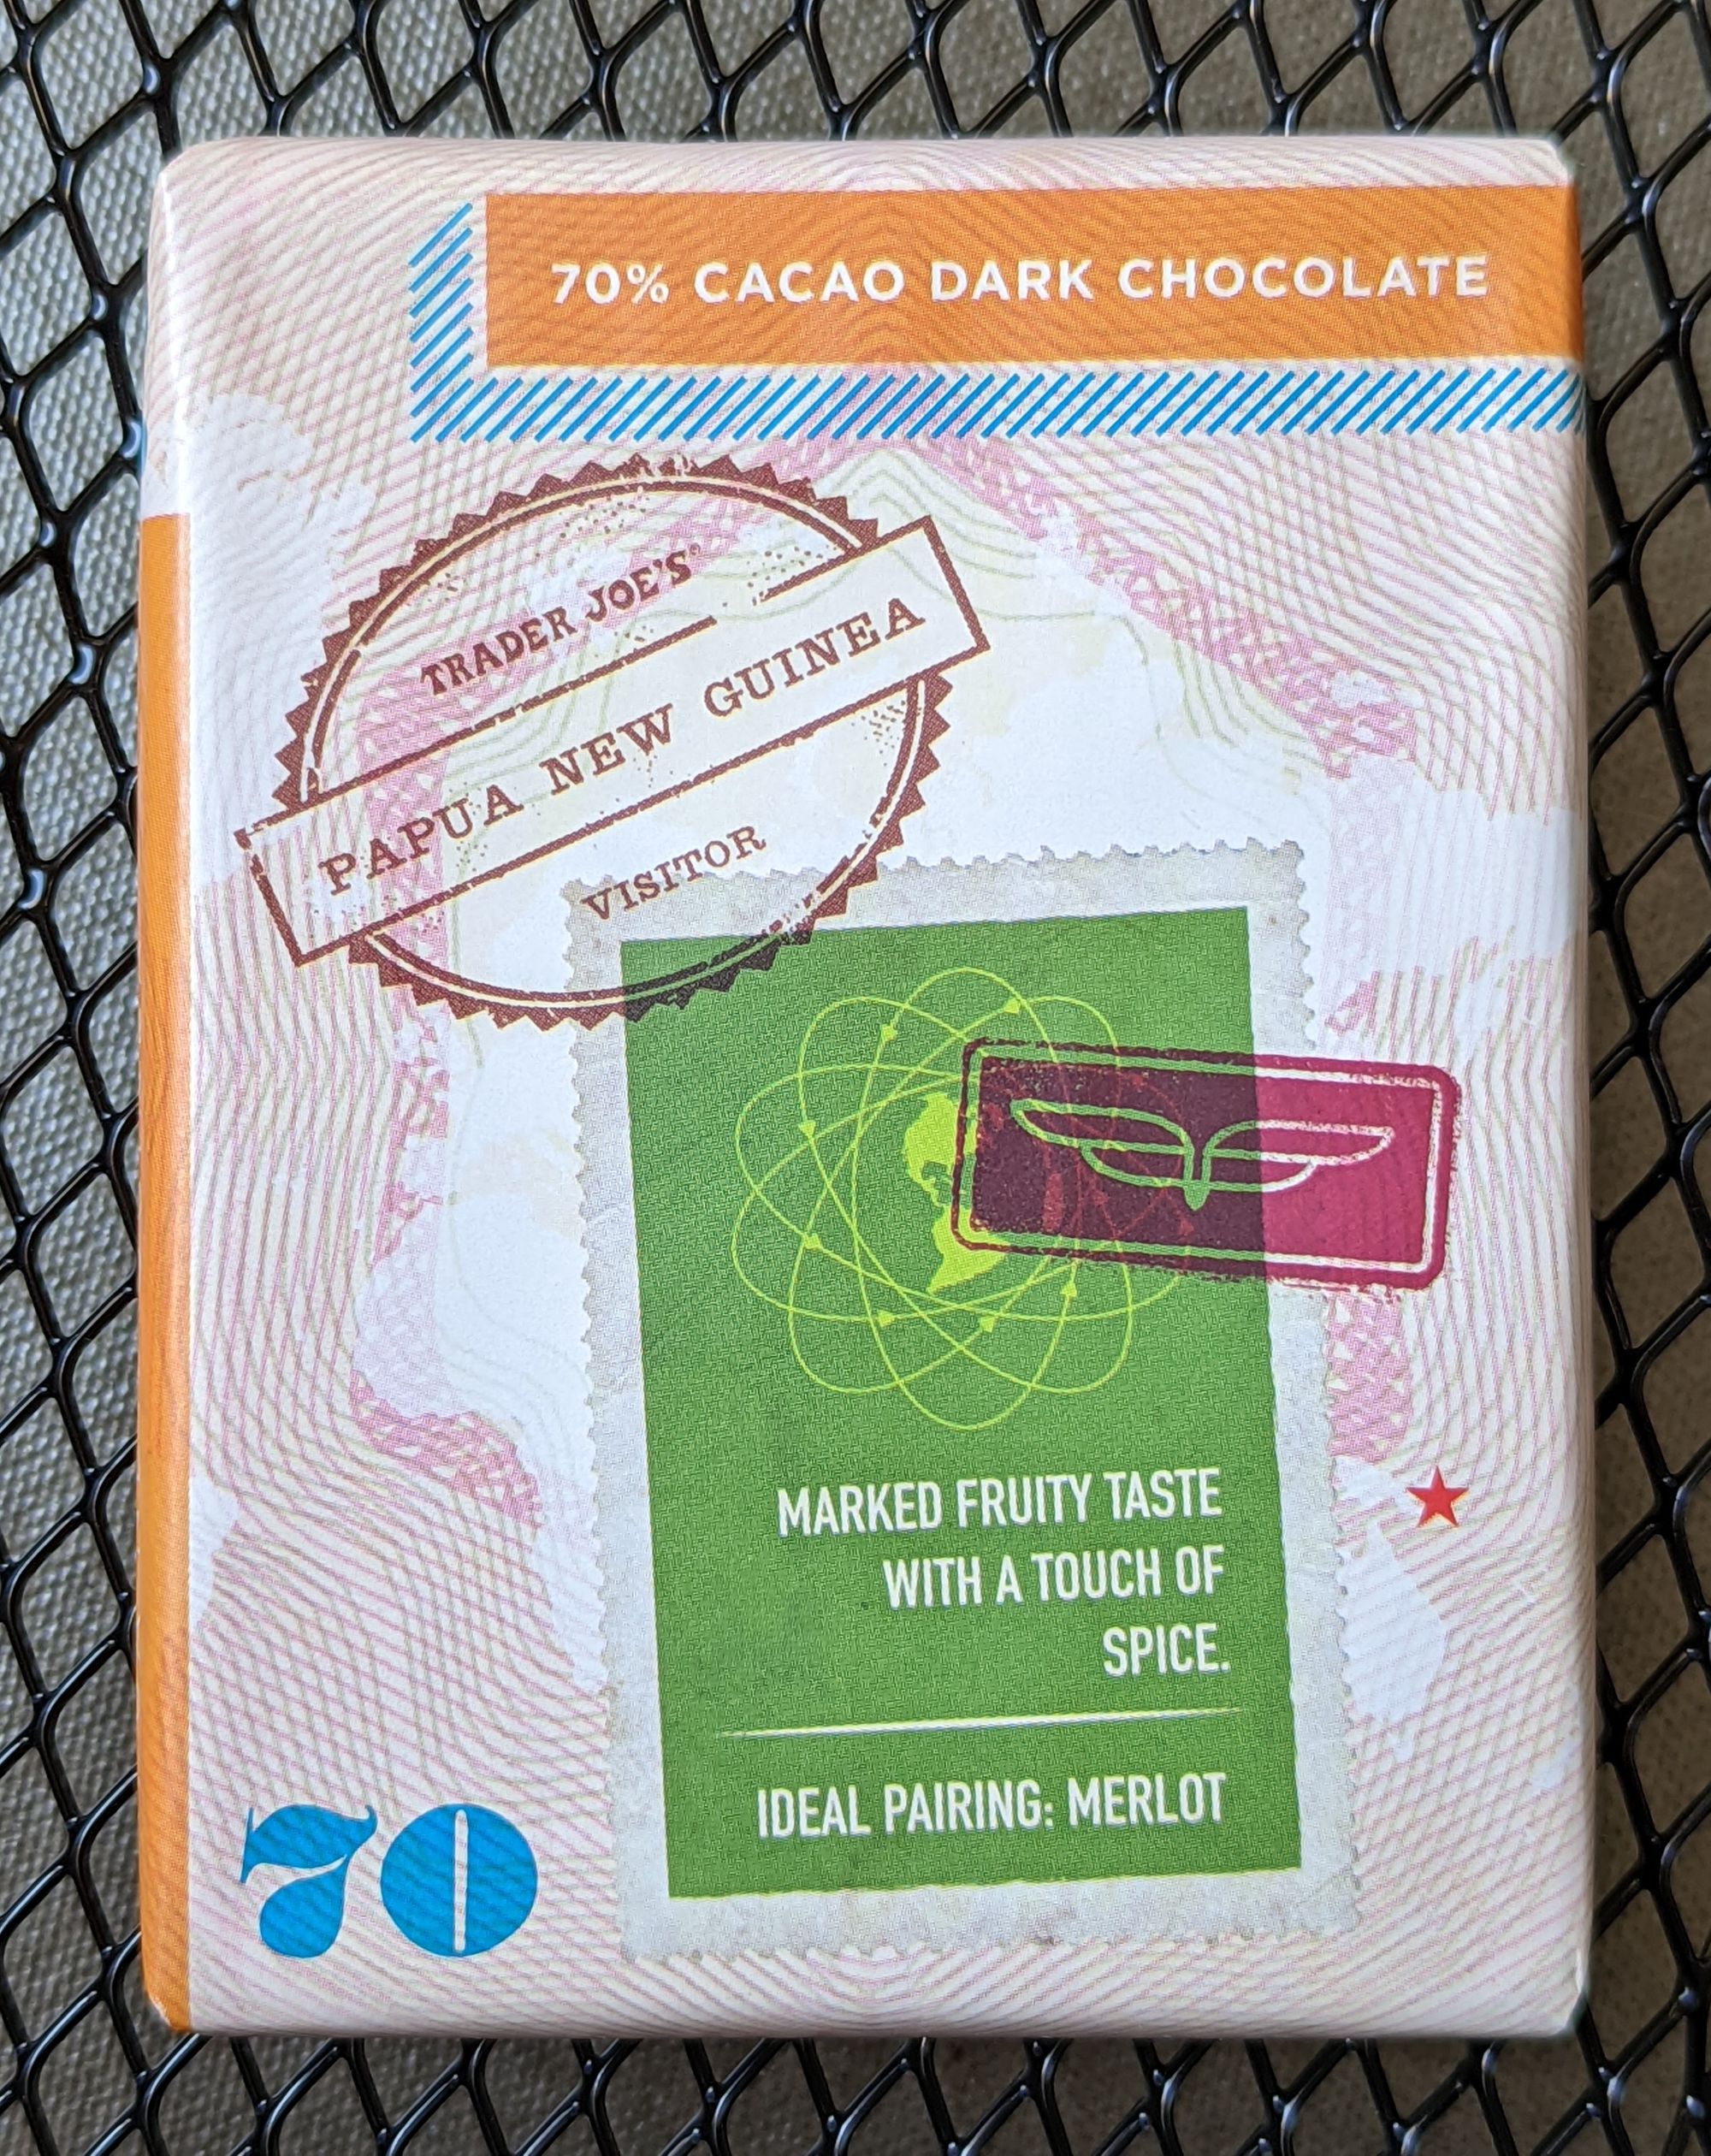 70% CACAO DARK CHOCOLATE
TRADER JOE'S
PAPUA NEW GUINEA
VISITOR
MARKED FRUITY TASTE
WITH A TOUCH OF
SPICE.
IDEAL PAIRING: MERLOT
70